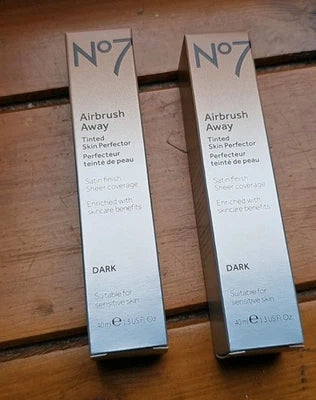 No7
Airbrush
Away
Tinted
Skin Perfector
Perfecteur
teinté de peau
Satin finish
Sheer coverage
Enriched with
skincare benefits
DARK
Suitable for
sensitive skin
40ml e 1.3 US Fl. Oz.
No7
Airbrush
Away
Tinted
Skin Perfector
Perfecteur
teinté de peau
Satin finish
Sheer coverage
Enriched with
skincare benefits
DARK
Suitable for
sensitive skin
40ml e 1.3 US Fl. Oz.